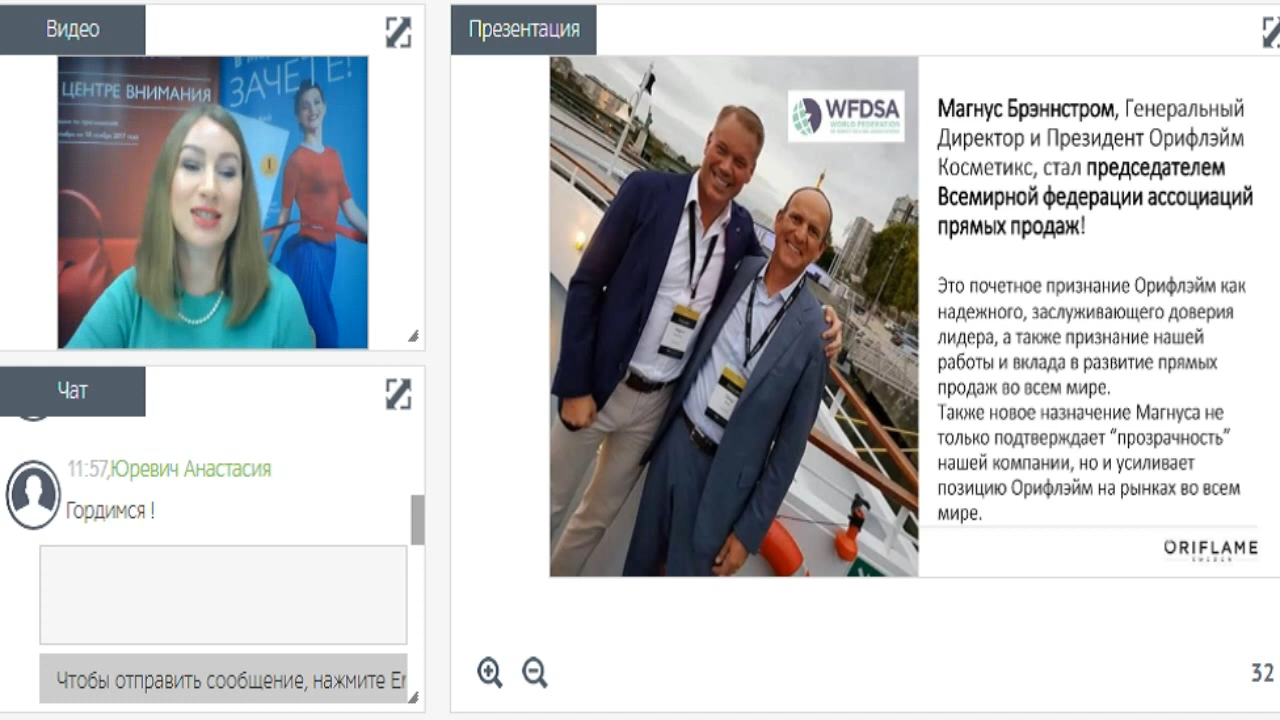 Видео
ЦЕНТРЕ ВНИМАНИЯ
ЗАЧЕТЕ!
Чат
11:57,Юревич Анастасия
Гордимся !
Чтобы отправить сообщение, нажмите Er
Презентация
WFDSA
WORLD FEDERATION
Магнус Брэннстром, Генеральный
Директор и Президент Орифлэйм
Косметикс, стал председателем
Всемирной федерации ассоциаций
прямых продаж!
Это почетное признание Орифлэйм как
надежного, заслуживающего доверия
лидера, а также признание нашей
работы и вклада в развитие прямых
продаж во всем мире.
Также новое назначение Магнуса не
только подтверждает “прозрачность”
нашей компании, но и усиливает
позицию Орифлэйм на рынках во всем
мире.
ORIFLAME
SWEDEN
32